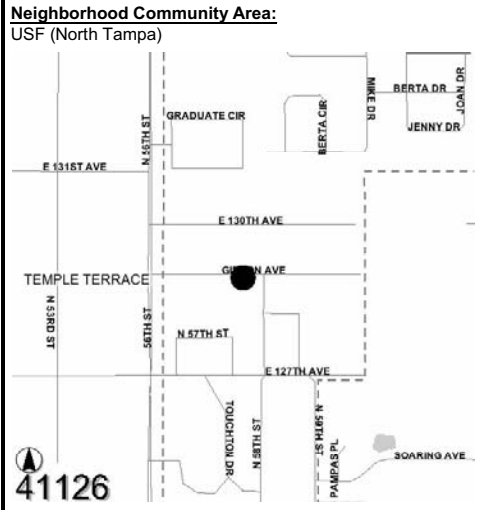 Neighborhood Community Area:
USF (North Tampa)
MIKE DR
BERTA DR
JOAN DR
GRADUATE CIR
N 56TH ST
BERTA CIR
JENNY DR
E 131ST AVE
E 130TH AVE
TEMPLE TERRACE
AVE
N 53RD ST
56TH ST
N 57TH ST
E 127TH AVE
TOUCHTON DR
N 58TH ST
N 59TH ST
PAMPAS PL
SOARING AVE
41126